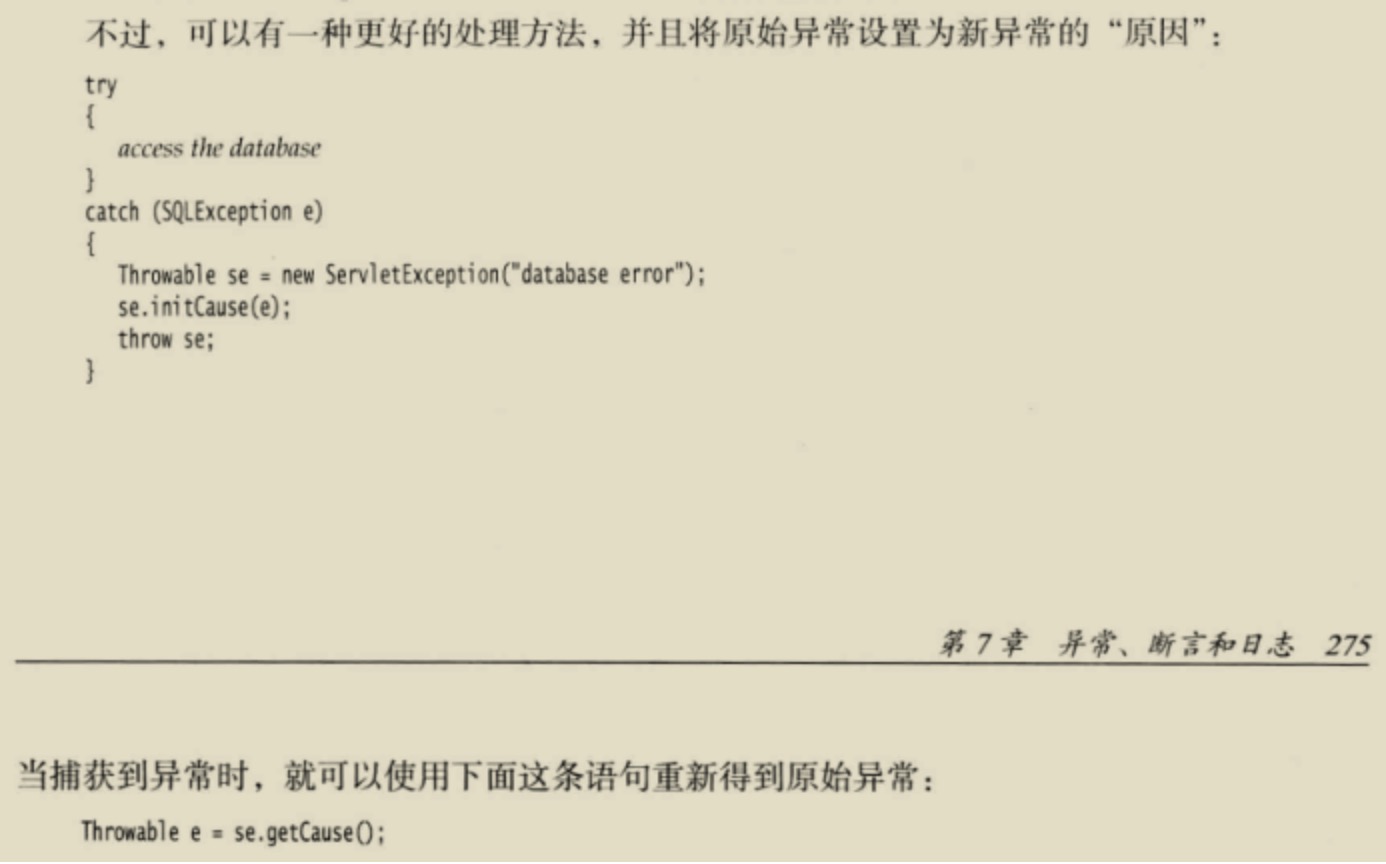 不过，可以有一种更好的处理方法，并且将原始异常设置为新异常的“原因”：
try
{
access the database
}
catch (SQLException e)
{
Throwable se = new ServletException("database error");
se.initCause(e);
throw se;
}
第 7 章 异常、断言和日志 275
当捕获到异常时，就可以使用下面这条语句重新得到原始异常：
Throwable e = se.getCause();